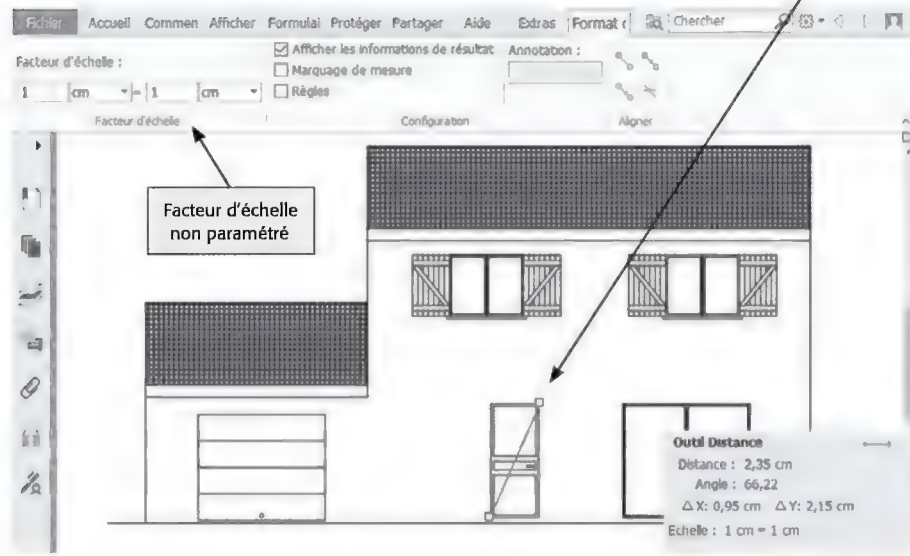 Fichier Accueil Commen Afficher Formulai Protéger Partager Aide Extras Format Chercher
Facteur d'échelle :
1 cm = 1 cm
Afficher les informations de résultat
Marquage de mesure
Règles
Annotation :
Facteur d'échelle Configuration Aligner
Facteur d'échelle
non paramétré
Outil Distance
Distance : 2,35 cm
Angle : 66,22
△ X: 0,95 cm △ Y: 2,15 cm
Echelle : 1 cm = 1 cm